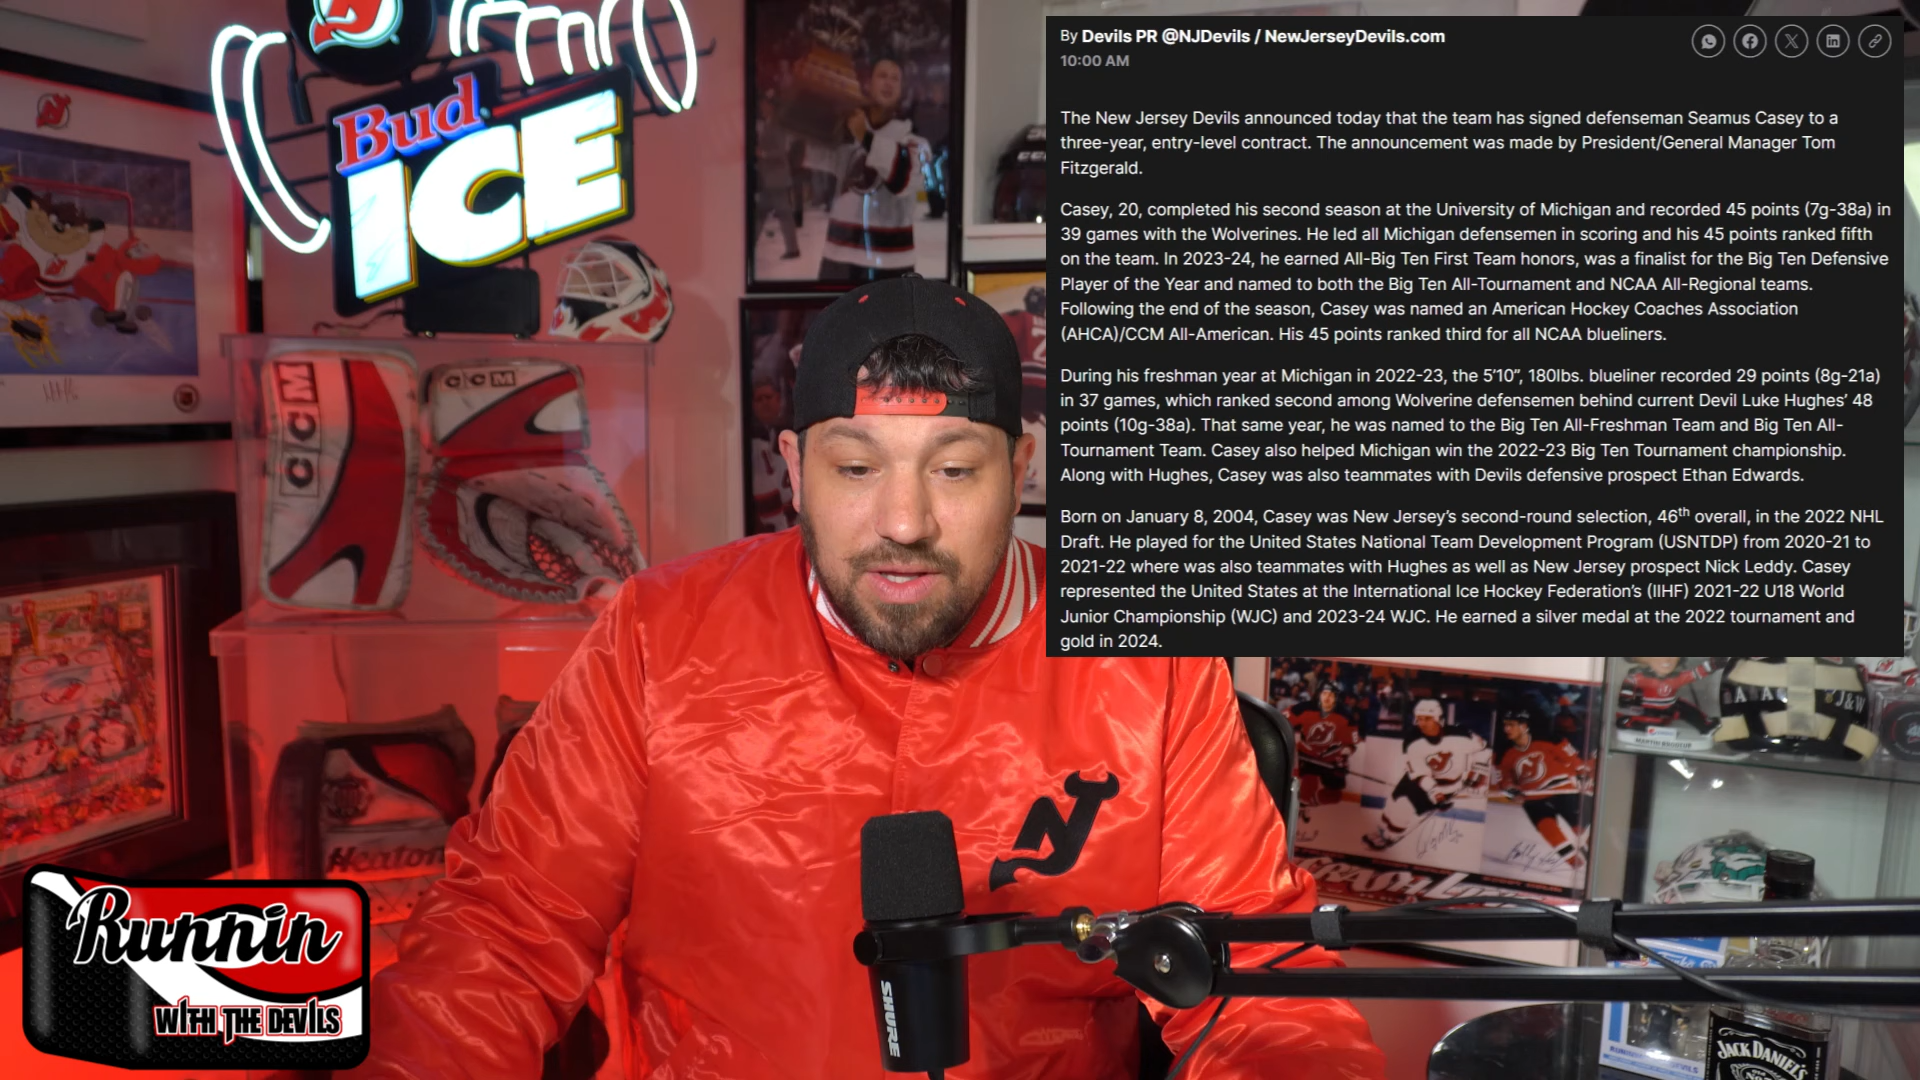 By Devils PR @NJDevils / NewJerseyDevils.com
10:00 AM
The New Jersey Devils announced today that the team has signed defenseman Seamus Casey to a
three-year, entry-level contract. The announcement was made by President/General Manager Tom
Fitzgerald.
Casey, 20, completed his second season at the University of Michigan and recorded 45 points (7g-38a) in
39 games with the Wolverines. He led all Michigan defensemen in scoring and his 45 points ranked fifth
on the team. In 2023-24, he earned All-Big Ten First Team honors, was a finalist for the Big Ten Defensive
Player of the Year and named to both the Big Ten All-Tournament and NCAA All-Regional teams.
Following the end of the season, Casey was named an American Hockey Coaches Association
(AHCA)/CCM All-American. His 45 points ranked third for all NCAA blueliners.
During his freshman year at Michigan in 2022-23, the 5’10”, 180lbs. blueliner recorded 29 points (8g-21a)
in 37 games, which ranked second among Wolverine defensemen behind current Devil Luke Hughes’ 48
points (10g-38a). That same year, he was named to the Big Ten All-Freshman Team and Big Ten All-
Tournament Team. Casey also helped Michigan win the 2022-23 Big Ten Tournament championship.
Along with Hughes, Casey was also teammates with Devils defensive prospect Ethan Edwards.
Born on January 8, 2004, Casey was New Jersey’s second-round selection, 46th overall, in the 2022 NHL
Draft. He played for the United States National Team Development Program (USNTDP) from 2020-21 to
2021-22 where was also teammates with Hughes as well as New Jersey prospect Nick Leddy. Casey
represented the United States at the International Ice Hockey Federation’s (IIHF) 2021-22 U18 World
Junior Championship (WJC) and 2023-24 WJC. He earned a silver medal at the 2022 tournament and
gold in 2024.
Bud
ICE
CCM
CCM
Heaton
MARTIN BRODEUR
J&W
SHURE
Runnin
WITH THE DEVILS
JACK DANIEL'S